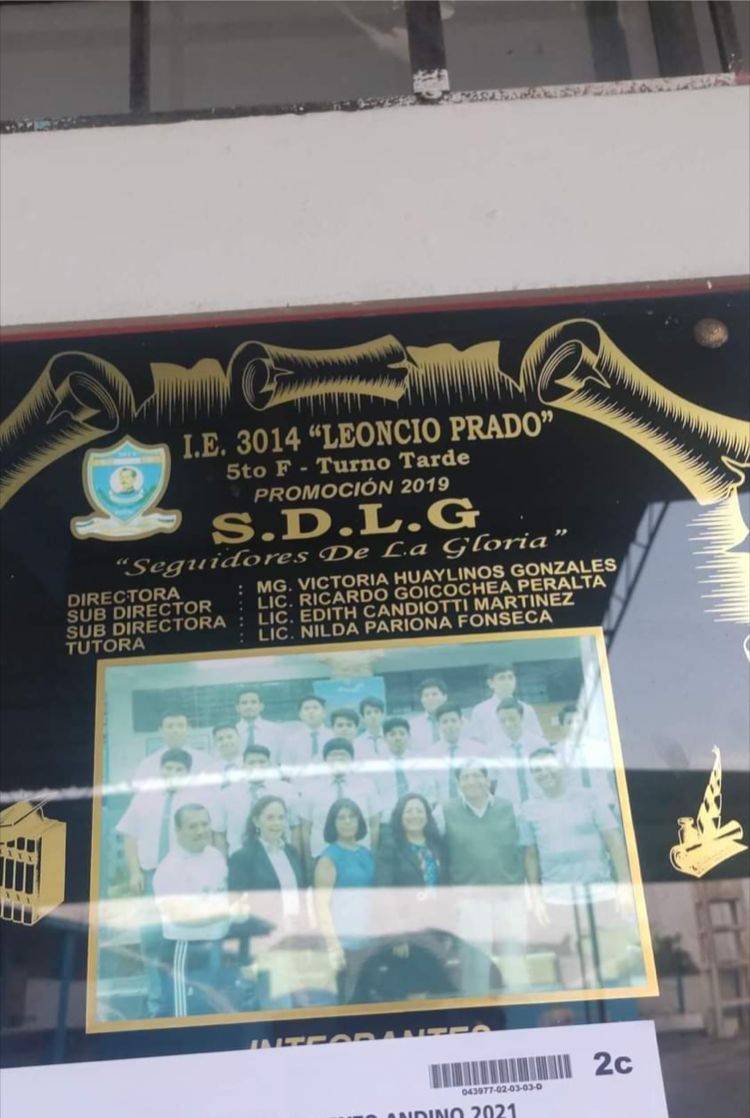 I.E. 3014 “LEONCIO PRADO”
5to F - Turno Tarde
PROMOCIÓN 2019
S.D.L.G
“Seguidores De La Gloria”
DIRECTORA : MG. VICTORIA HUAYLINOS GONZALES
SUB DIRECTOR : LIC. RICARDO GOICOCHEA PERALTA
SUB DIRECTORA : LIC. EDITH CANDIOTTI MARTINEZ
TUTORA : LIC. NILDA PARIONA FONSECA
INTEGRANTES
2c
043977-02-03-03-D
ANDINO 2021